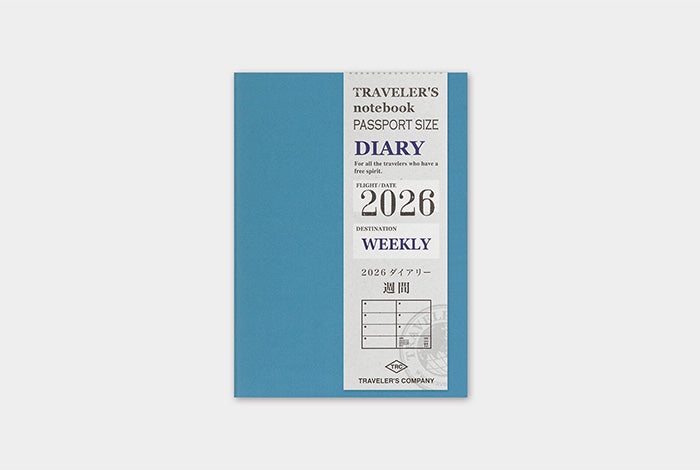 TRAVELER'S
notebook
PASSPORT SIZE
DIARY
For all the travelers who have a
free spirit.
FLIGHT/DATE
2026
DESTINATION
WEEKLY
2026 ダイアリー
週間
TRAVELER'S
TRC
TRAVELER'S COMPANY